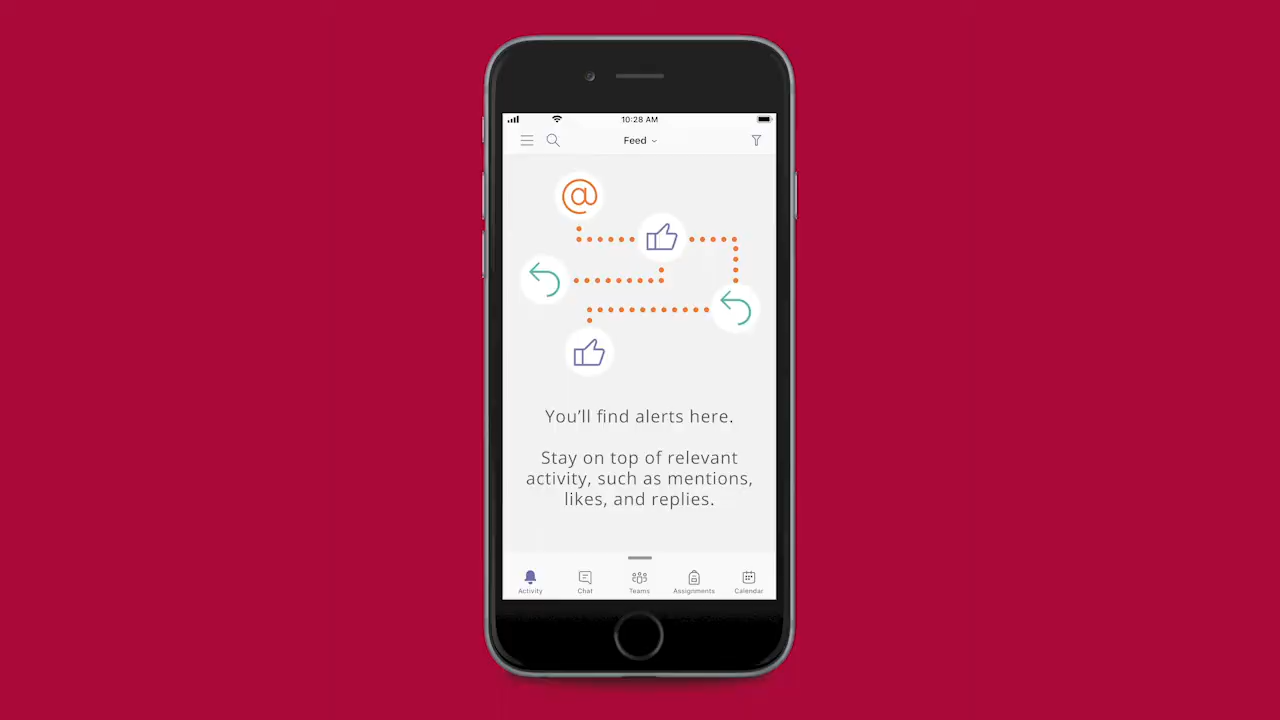 10:28 AM
Feed
@
You'll find alerts here.
Stay on top of relevant
activity, such as mentions,
likes, and replies.
Activity
Chat
Teams
Assignments
Calendar